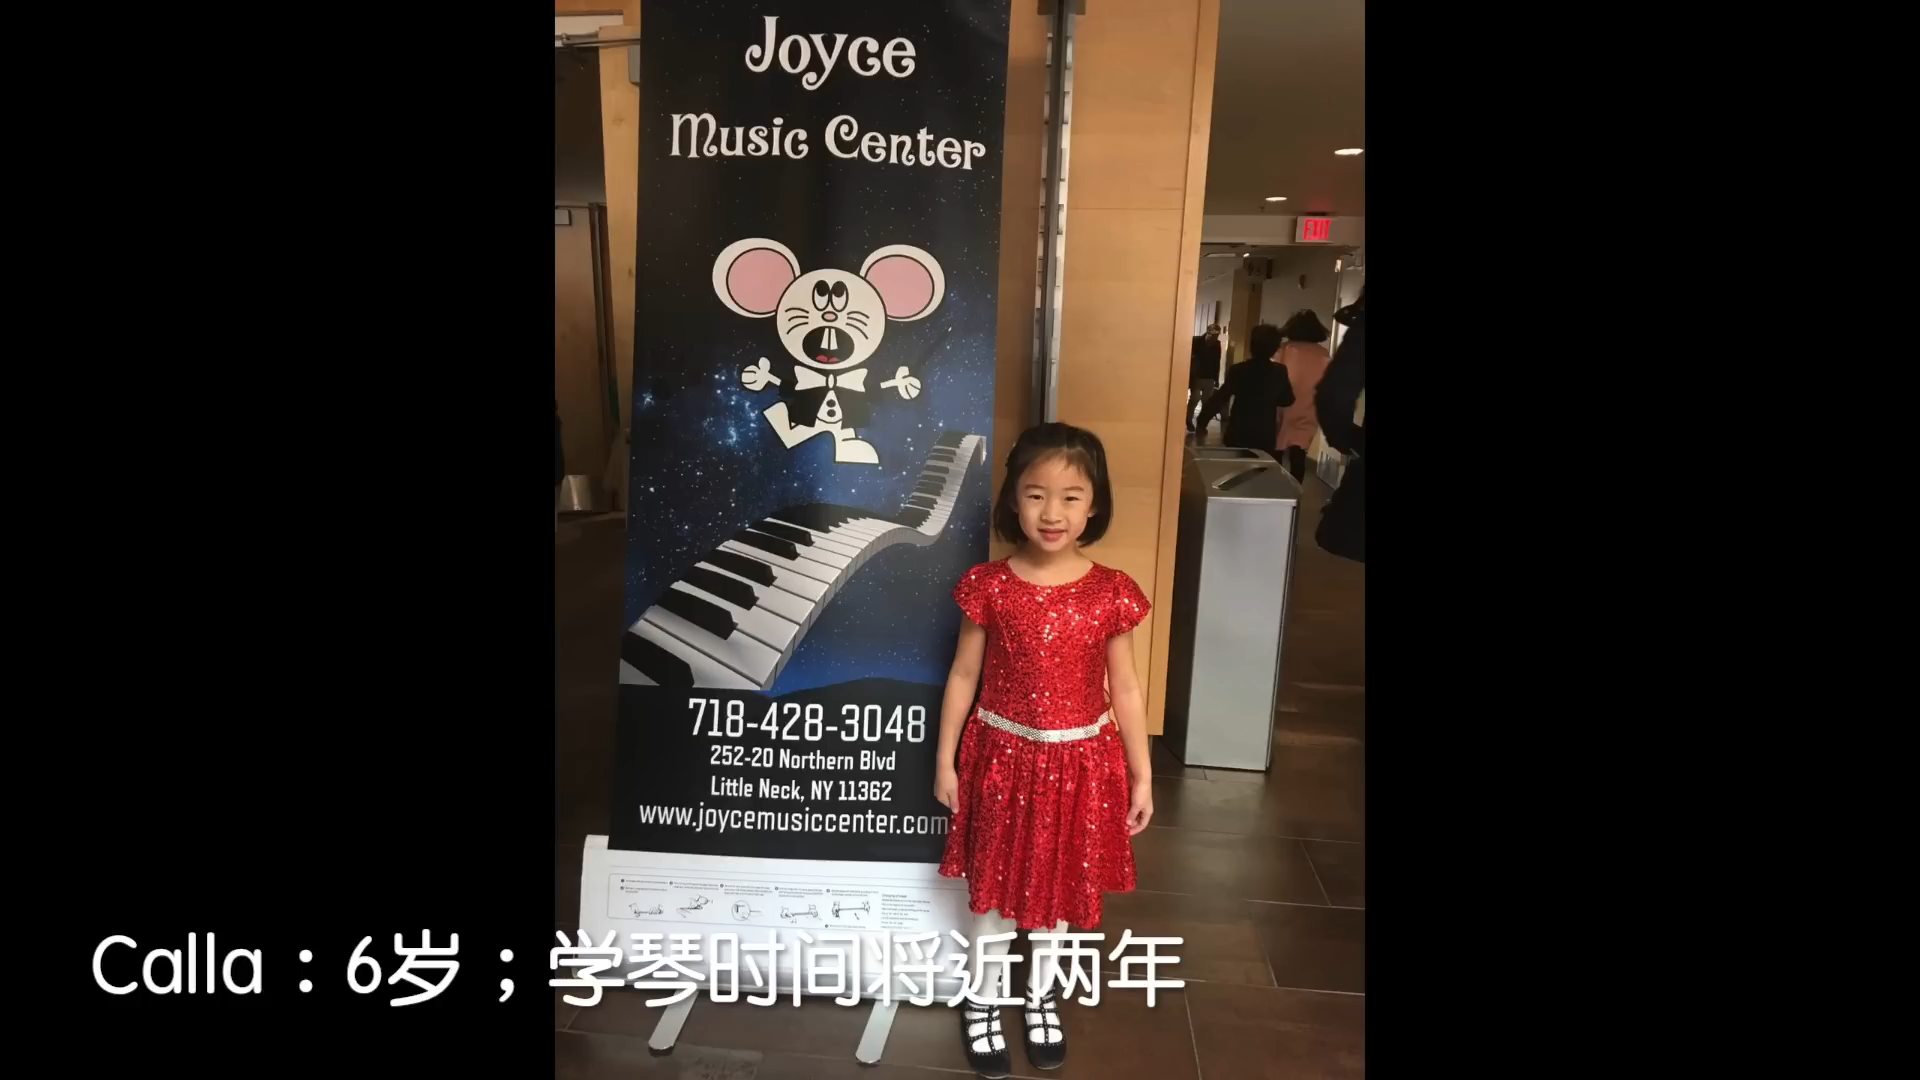 Joyce
Music Center
EXIT
718-428-3048
252-20 Northern Blvd
Little Neck, NY 11362
www.joycemusiccenter.com
Calla：6岁；学琴时间将近两年